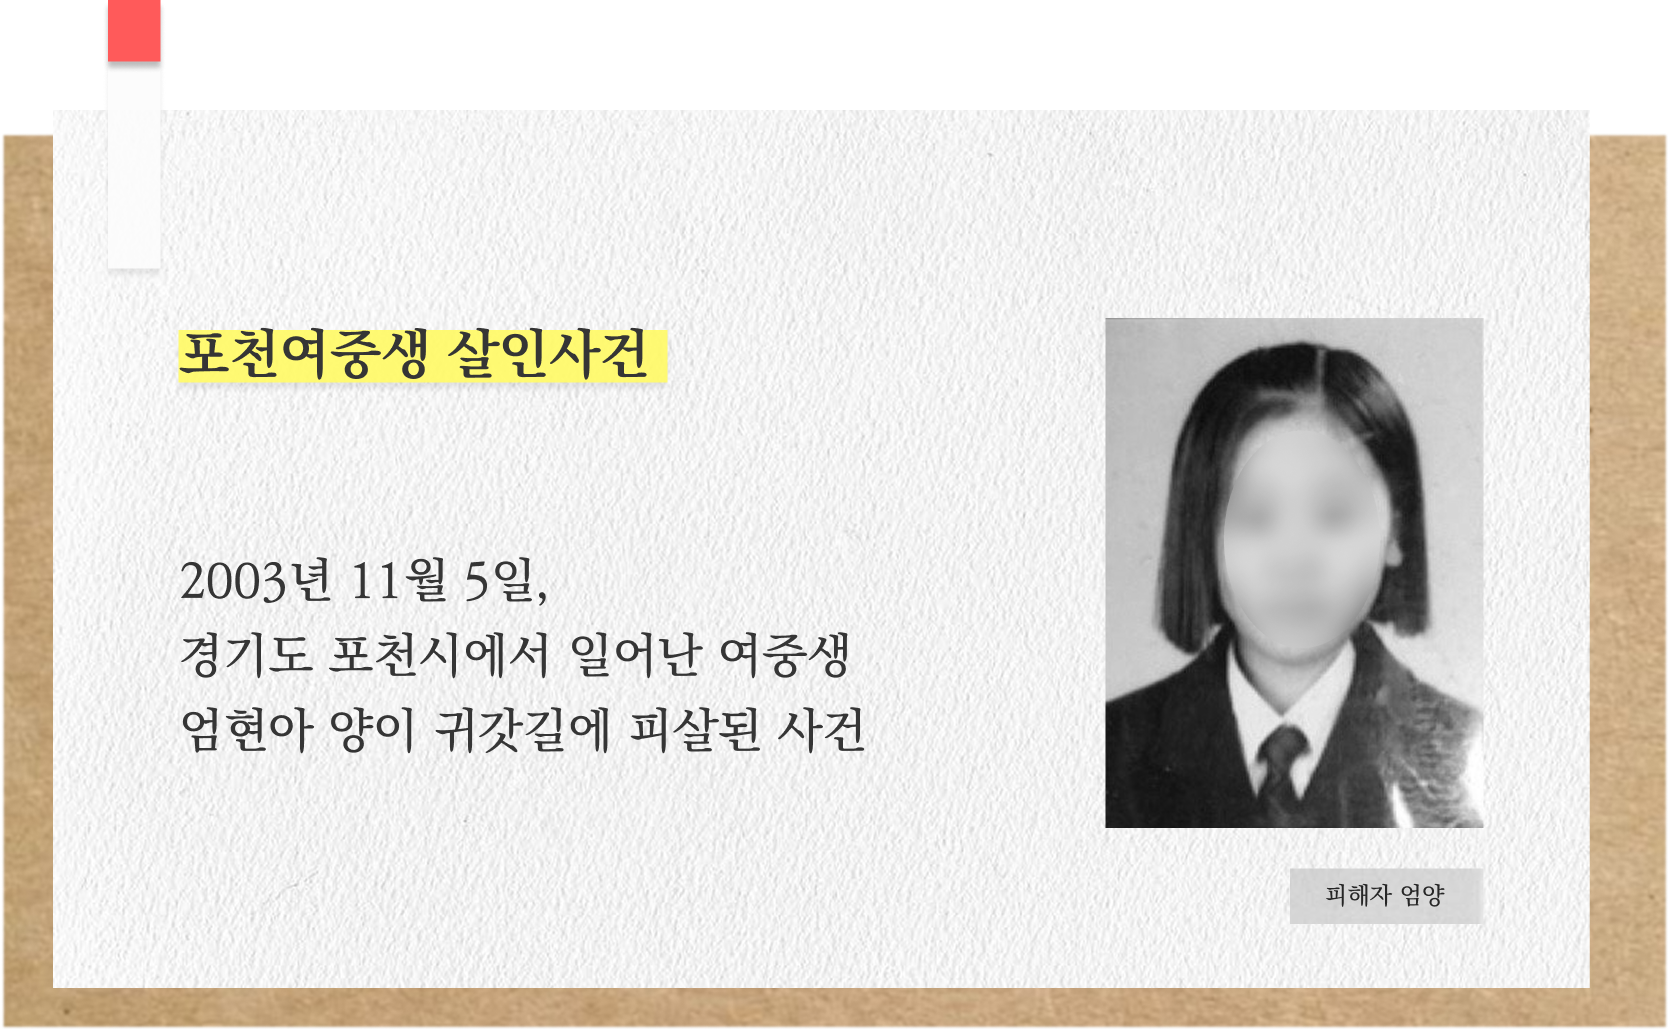 포천여중생 살인사건
2003년 11월 5일,
경기도 포천시에서 일어난 여중생
엄현아 양이 귀갓길에 피살된 사건
피해자 엄양